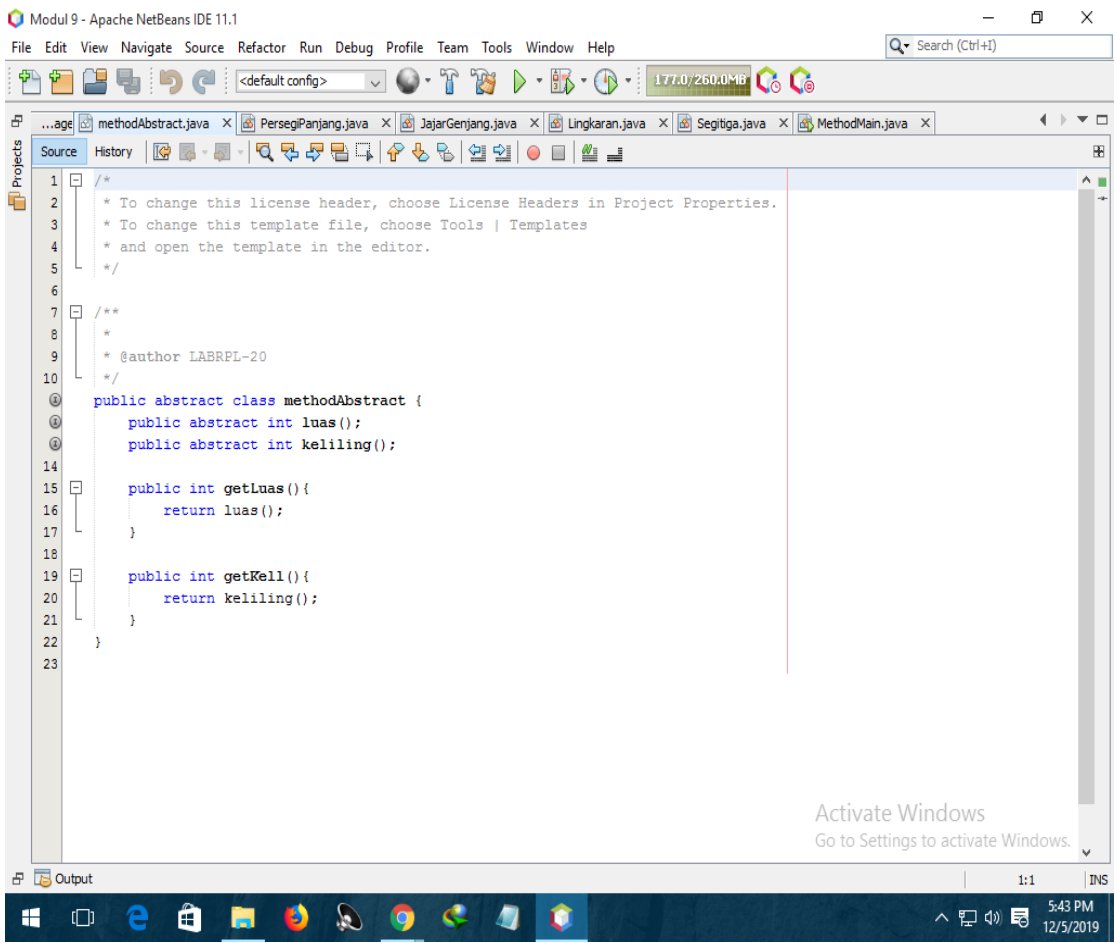 Modul 9 - Apache NetBeans IDE 11.1
File Edit View Navigate Source Refactor Run Debug Profile Team Tools Window Help
Search (Ctrl+I)
<default config>
177.0/260.0MB
...age methodAbstract.java PersegiPanjang.java JajarGenjang.java Lingkaran.java Segitiga.java MethodMain.java
Projects
Source History
1 /*
2 * To change this license header, choose License Headers in Project Properties.
3 * To change this template file, choose Tools | Templates
4 * and open the template in the editor.
5 */
6
7 /**
8 *
9 * @author LABRPL-20
10 */
public abstract class methodAbstract {
public abstract int luas();
public abstract int keliling();
14
15 public int getLuas(){
16 return luas();
17 }
18
19 public int getKell(){
20 return keliling();
21 }
22 }
23
Activate Windows
Go to Settings to activate Windows.
Output
1:1 INS
5:43 PM
12/5/2019